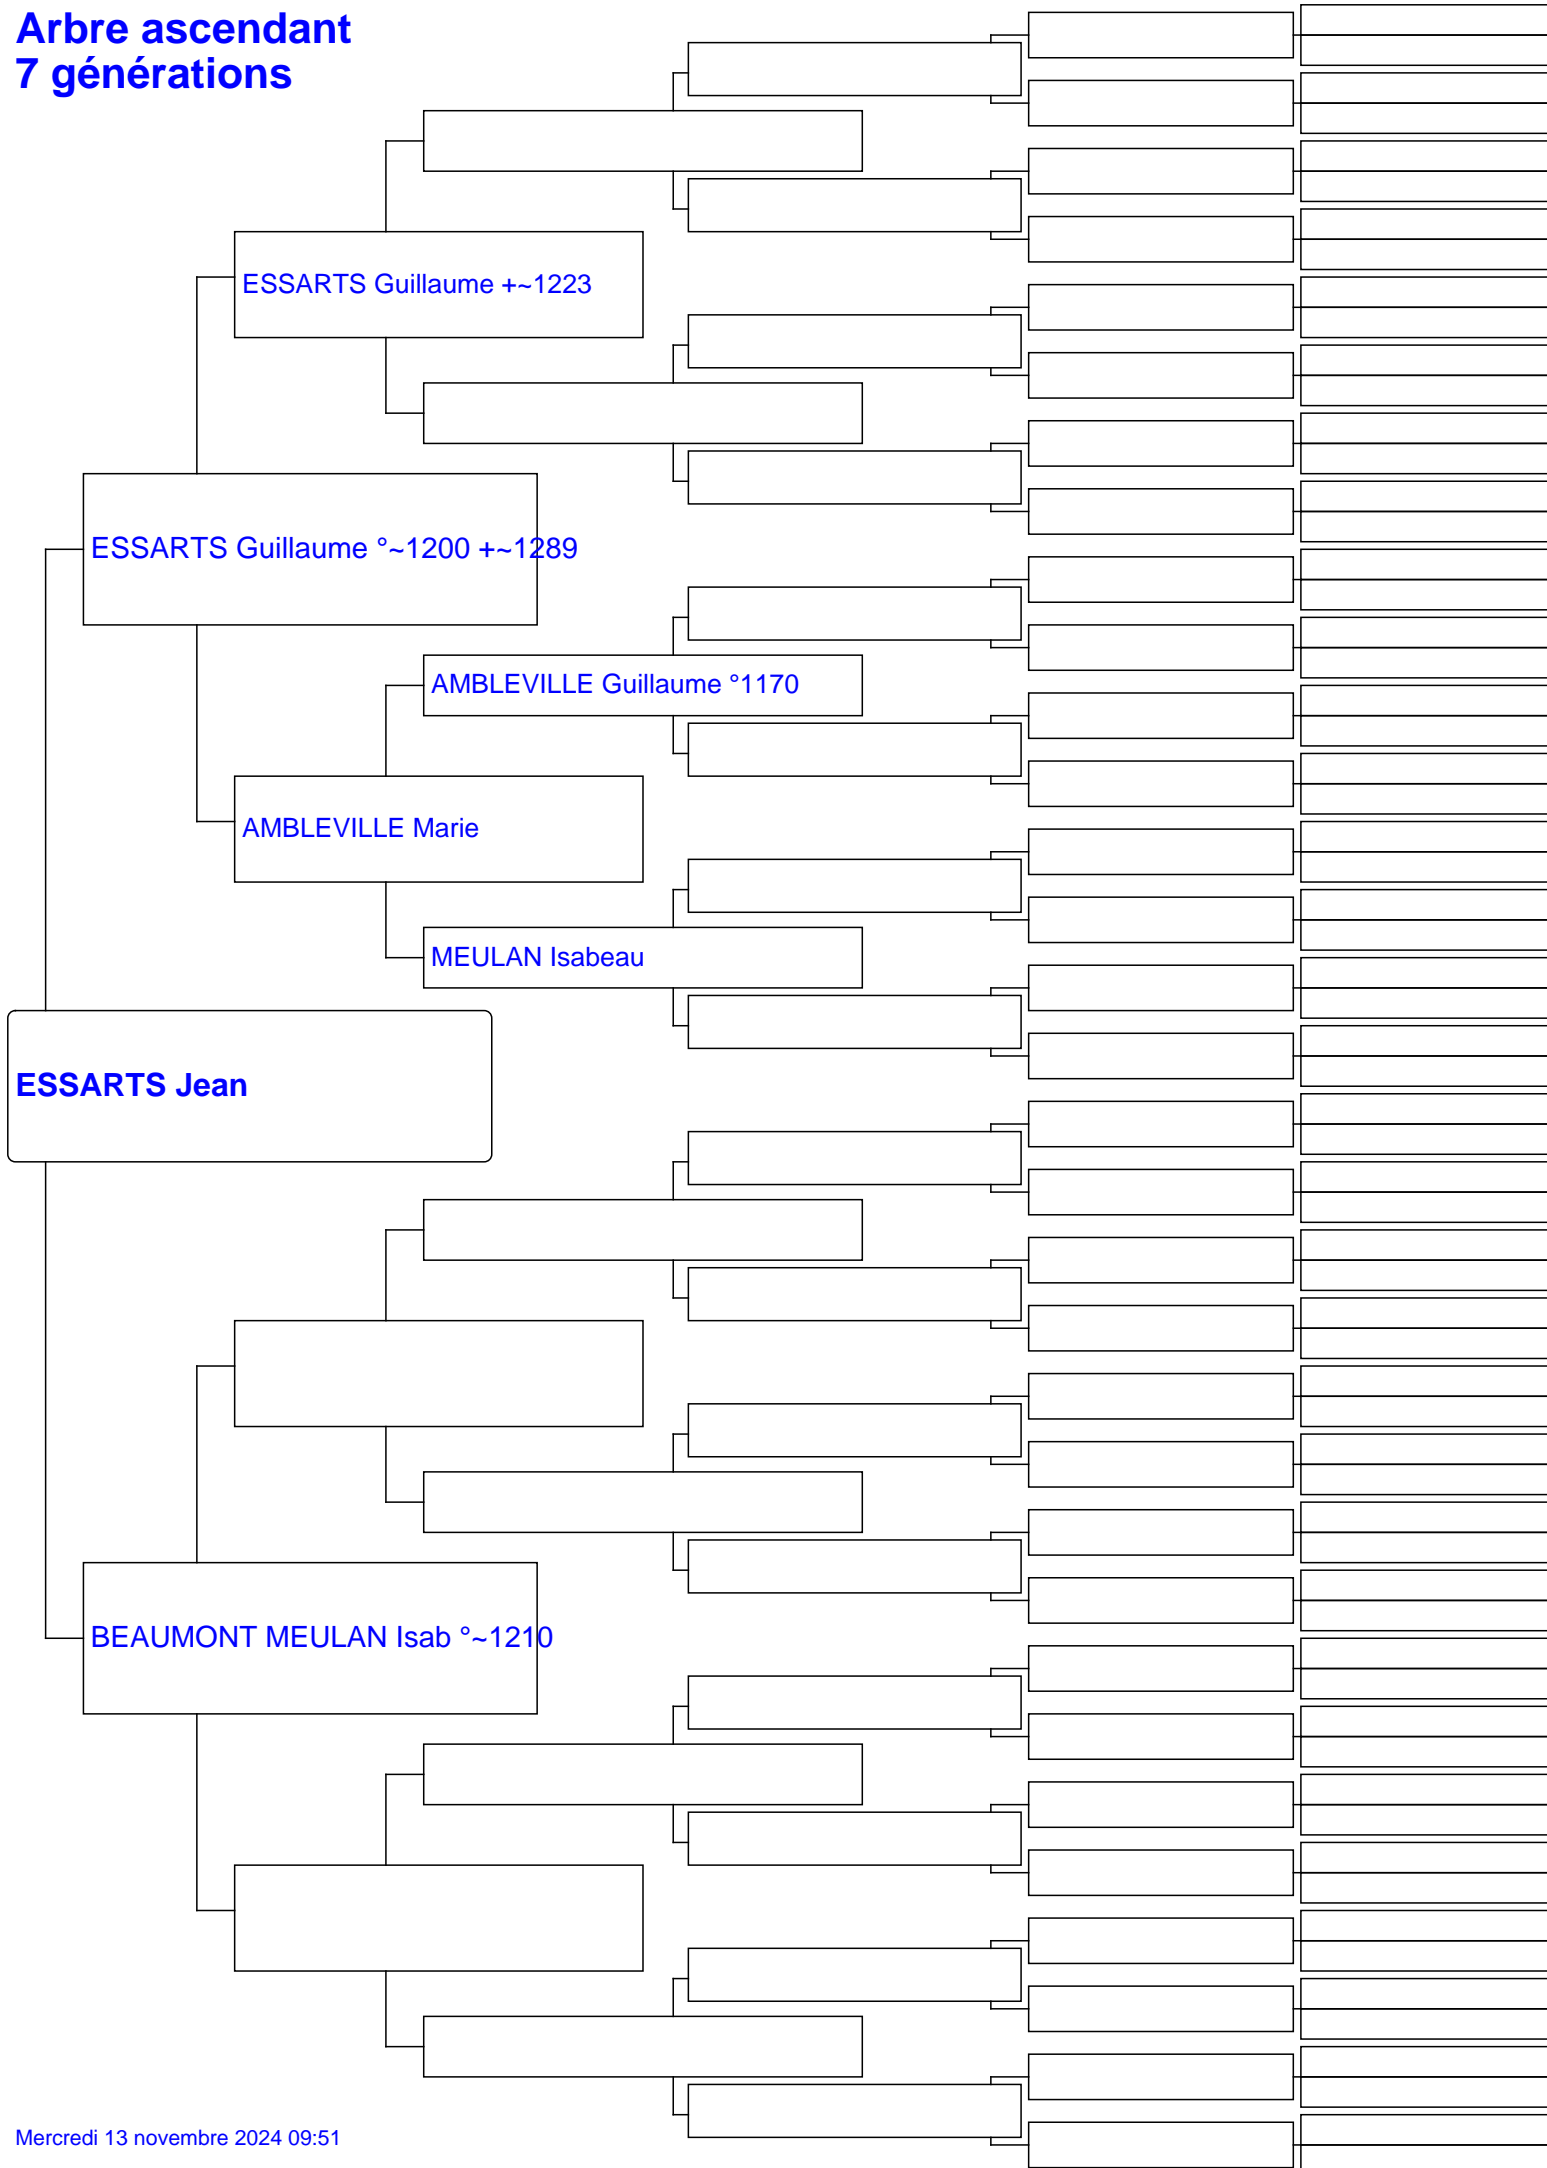 Arbre ascendant
7 générations
ESSARTS Guillaume +~1223
ESSARTS Guillaume °~1200 +~1289
AMBLEVILLE Guillaume °1170
AMBLEVILLE Marie
MEULAN Isabeau
ESSARTS Jean
BEAUMONT MEULAN Isab °~1210
Mercredi 13 novembre 2024 09:51